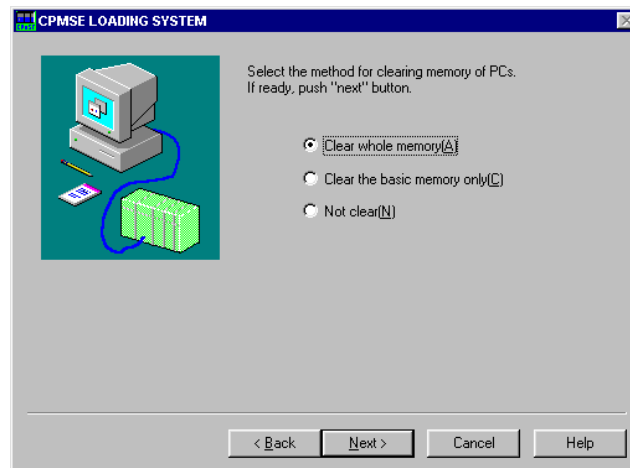 CPMSE LOADING SYSTEM
Select the method for clearing memory of PCs.
If ready, push "next" button.
Clear whole memory(A)
Clear the basic memory only(C)
Not clear(N)
< Back Next > Cancel Help